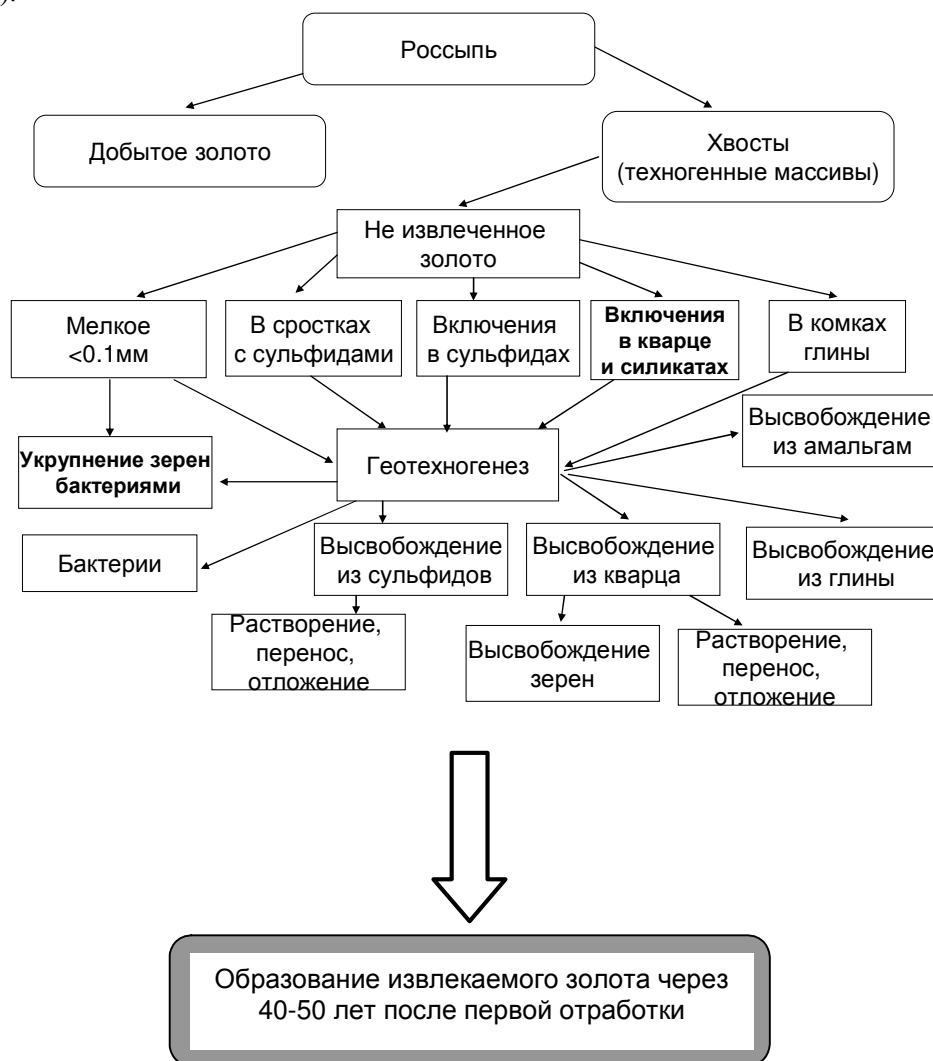 ).
Россыпь
Добытое золото
Хвосты
(техногенные массивы)
Не извлеченное
золото
Мелкое
<0.1мм
В сростках
с сульфидами
Включения
в сульфидах
Включения
в кварце
и силикатах
В комках
глины
Укрупнение зерен
бактериями
Геотехногенез
Высвобождение
из амальгам
Бактерии
Высвобождение
из сульфидов
Высвобождение
из кварца
Высвобождение
из глины
Растворение,
перенос,
отложение
Высвобождение
зерен
Растворение,
перенос,
отложение
Образование извлекаемого золота через
40-50 лет после первой отработки